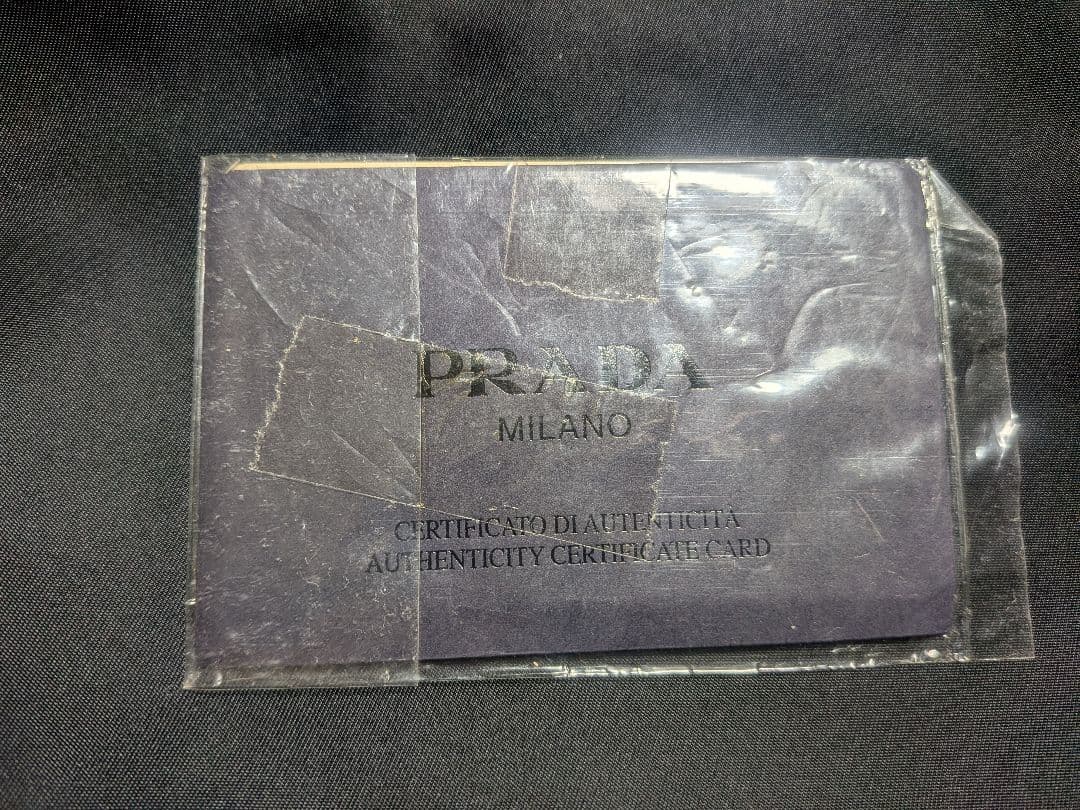 PRADA
MILANO
CERTIFICATO DI AUTENTICITÀ
AUTHENTICITY CERTIFICATE CARD